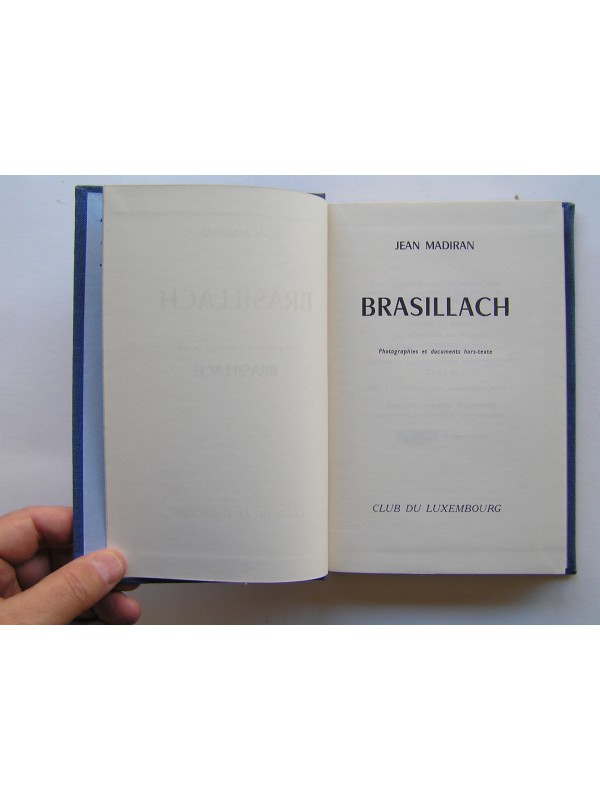 JEAN MADIRAN
BRASILLACH
Photographies et documents hors-texte
CLUB DU LUXEMBOURG